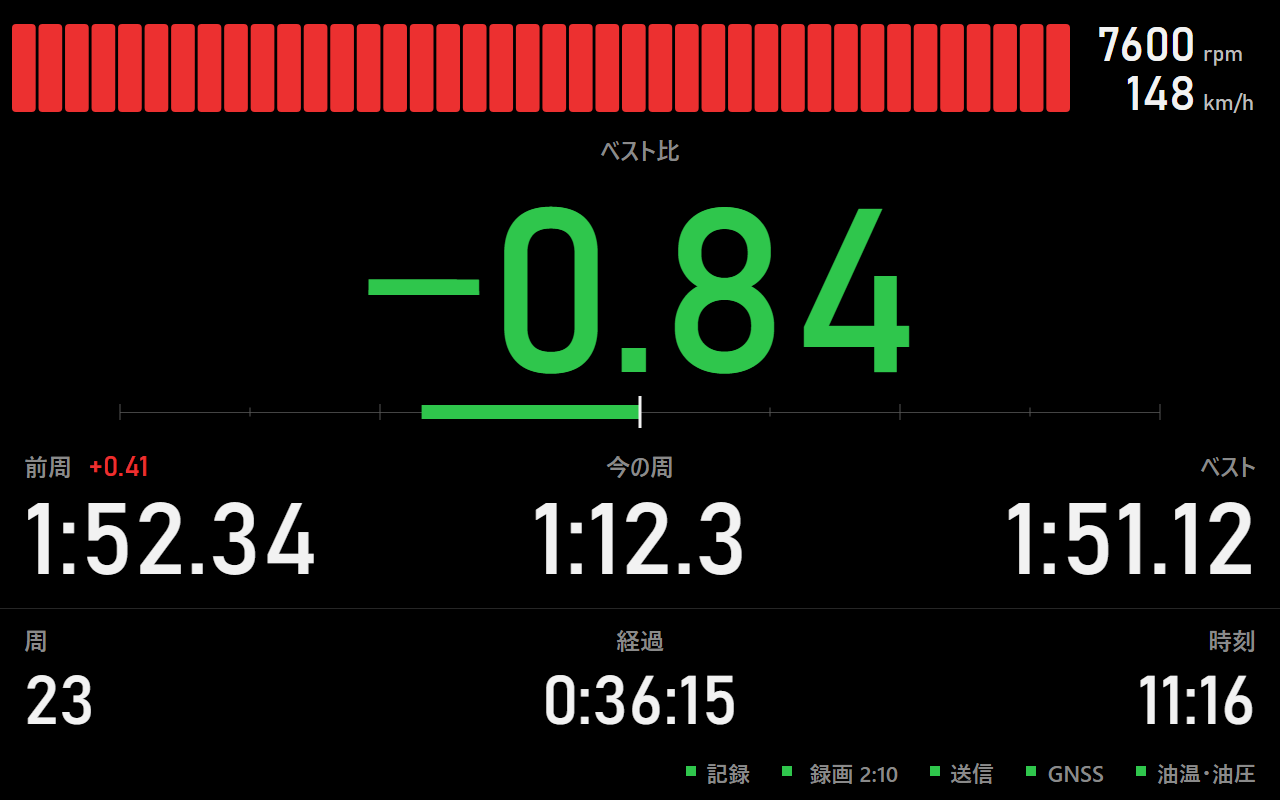 7600 rpm
148 km/h
ベスト比
−0.84
前周 +0.41 今の周 ベスト
1:52.34 1:12.3 1:51.12
周 経過 時刻
23 0:36:15 11:16
記録 録画 2:10 送信 GNSS 油温・油圧